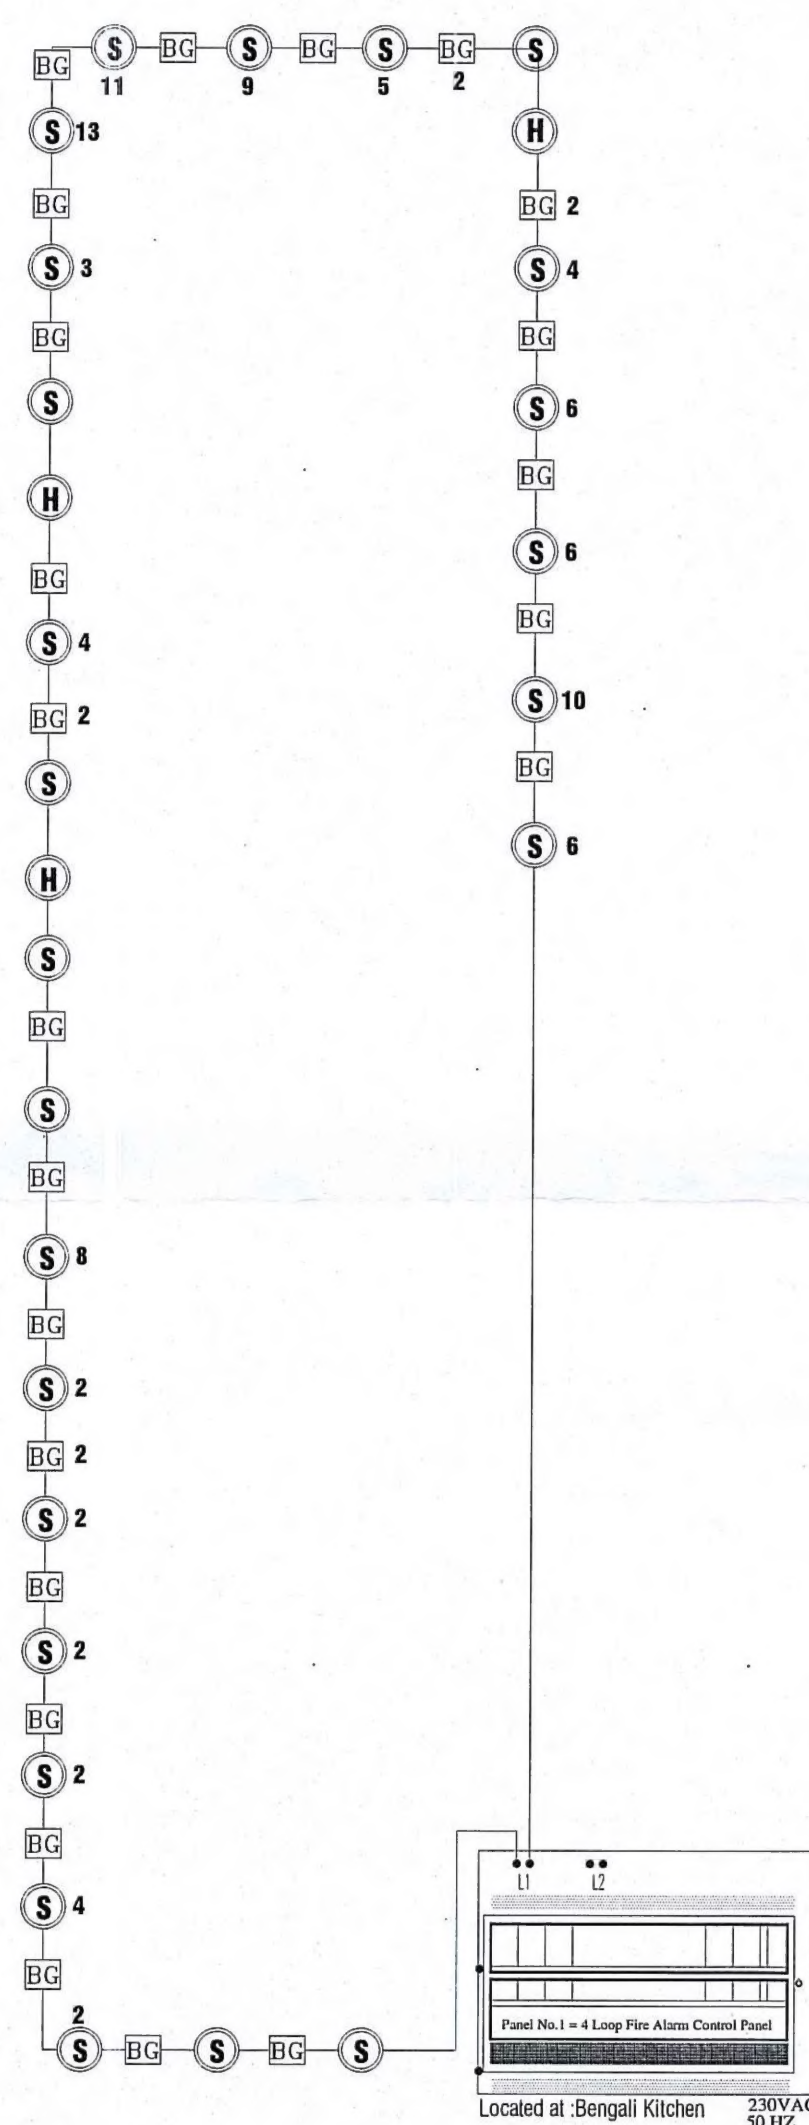 BG S BG S BG S BG S
11 9 5 2
S 13
H
BG
BG 2
S 3
S 4
BG
BG
S
S 6
H
BG
S 6
BG
BG
S 4
S 10
BG 2
BG
S
S 6
H
S
BG
S
BG
S 8
BG
S 2
BG 2
S 2
BG
S 2
BG
S 2
BG
L1 L2
S 4
BG
2
Panel No.1 = 4 Loop Fire Alarm Control Panel
S BG S BG S
Located at :Bengali Kitchen 230VAC
50 HZ